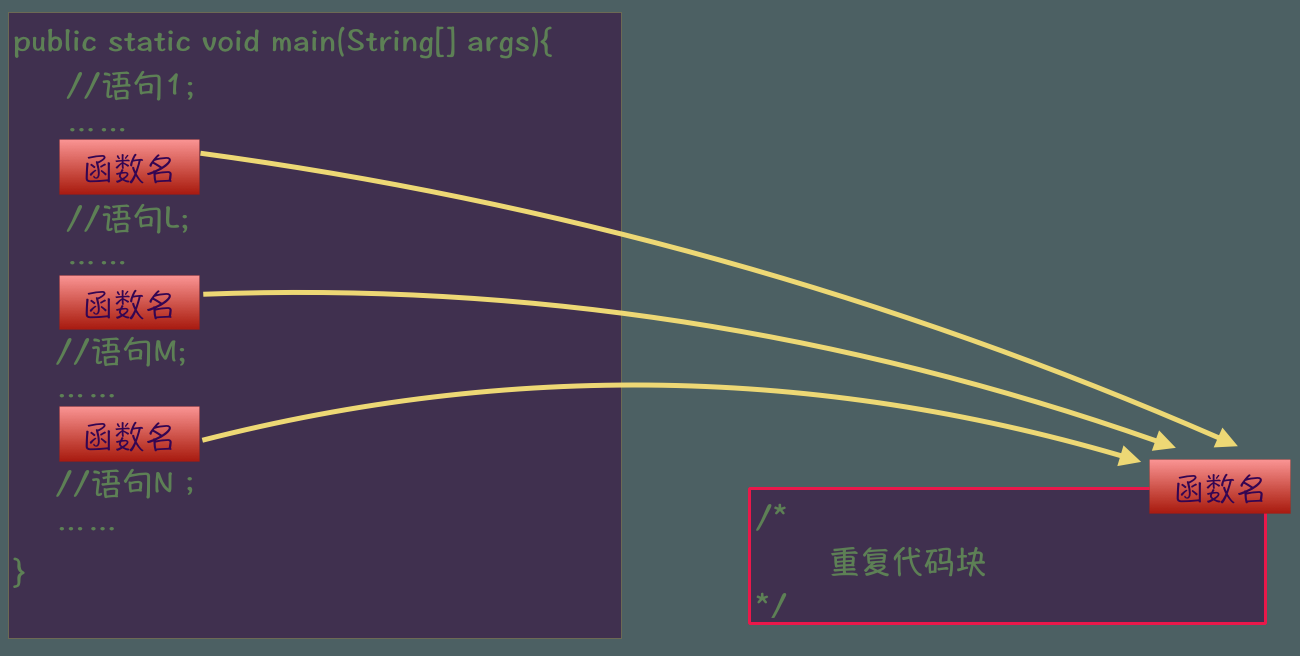 public static void main(String[] args){
//语句1;
……
函数名
//语句L;
……
函数名
//语句M;
……
函数名
//语句N ;
……
}
函数名
/*
重复代码块
*/